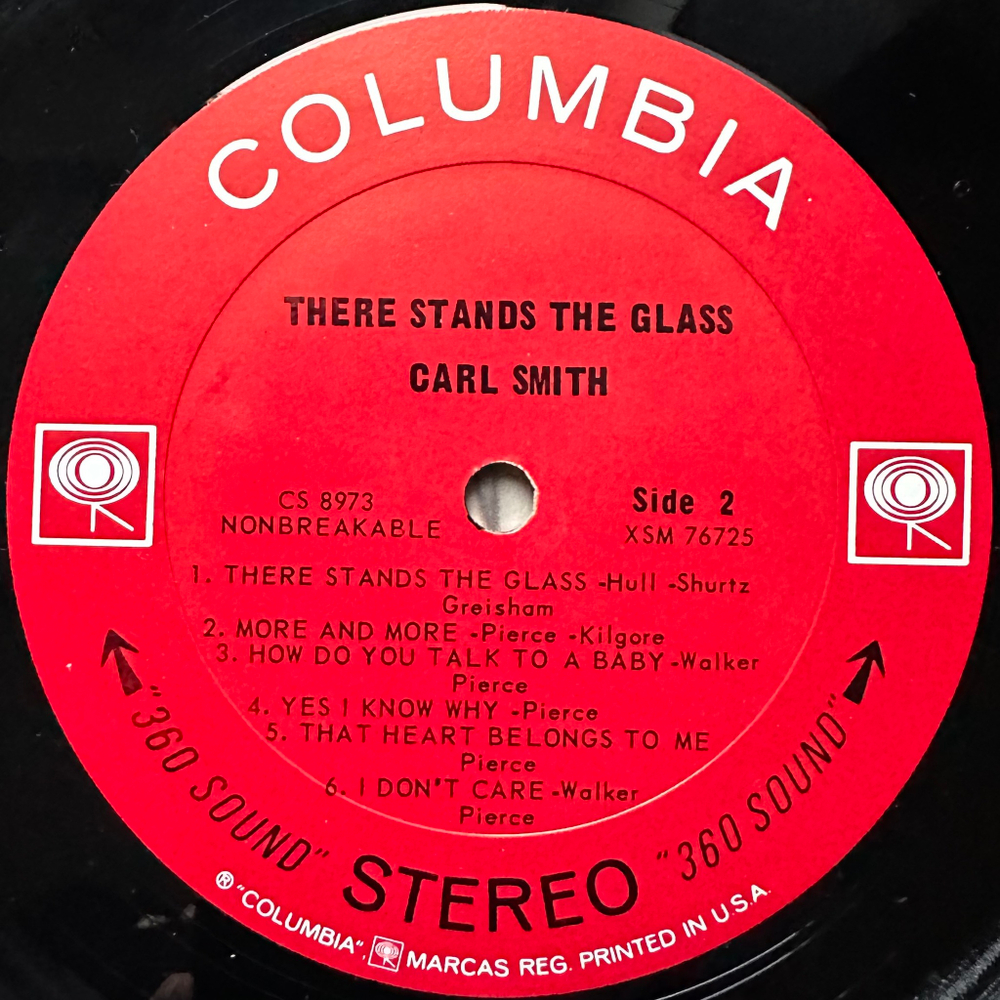 COLUMBIA
THERE STANDS THE GLASS
CARL SMITH
CS 8973
NONBREAKABLE
Side 2
XSM 76725
1. THERE STANDS THE GLASS -Hull -Shurtz
Greisham
2. MORE AND MORE -Pierce -Kilgore
3. HOW DO YOU TALK TO A BABY -Walker
Pierce
4. YES I KNOW WHY -Pierce
5. THAT HEART BELONGS TO ME
Pierce
6. I DON'T CARE -Walker
Pierce
"360 SOUND" STEREO "360 SOUND"
® "COLUMBIA", MARCAS REG. PRINTED IN U.S.A.